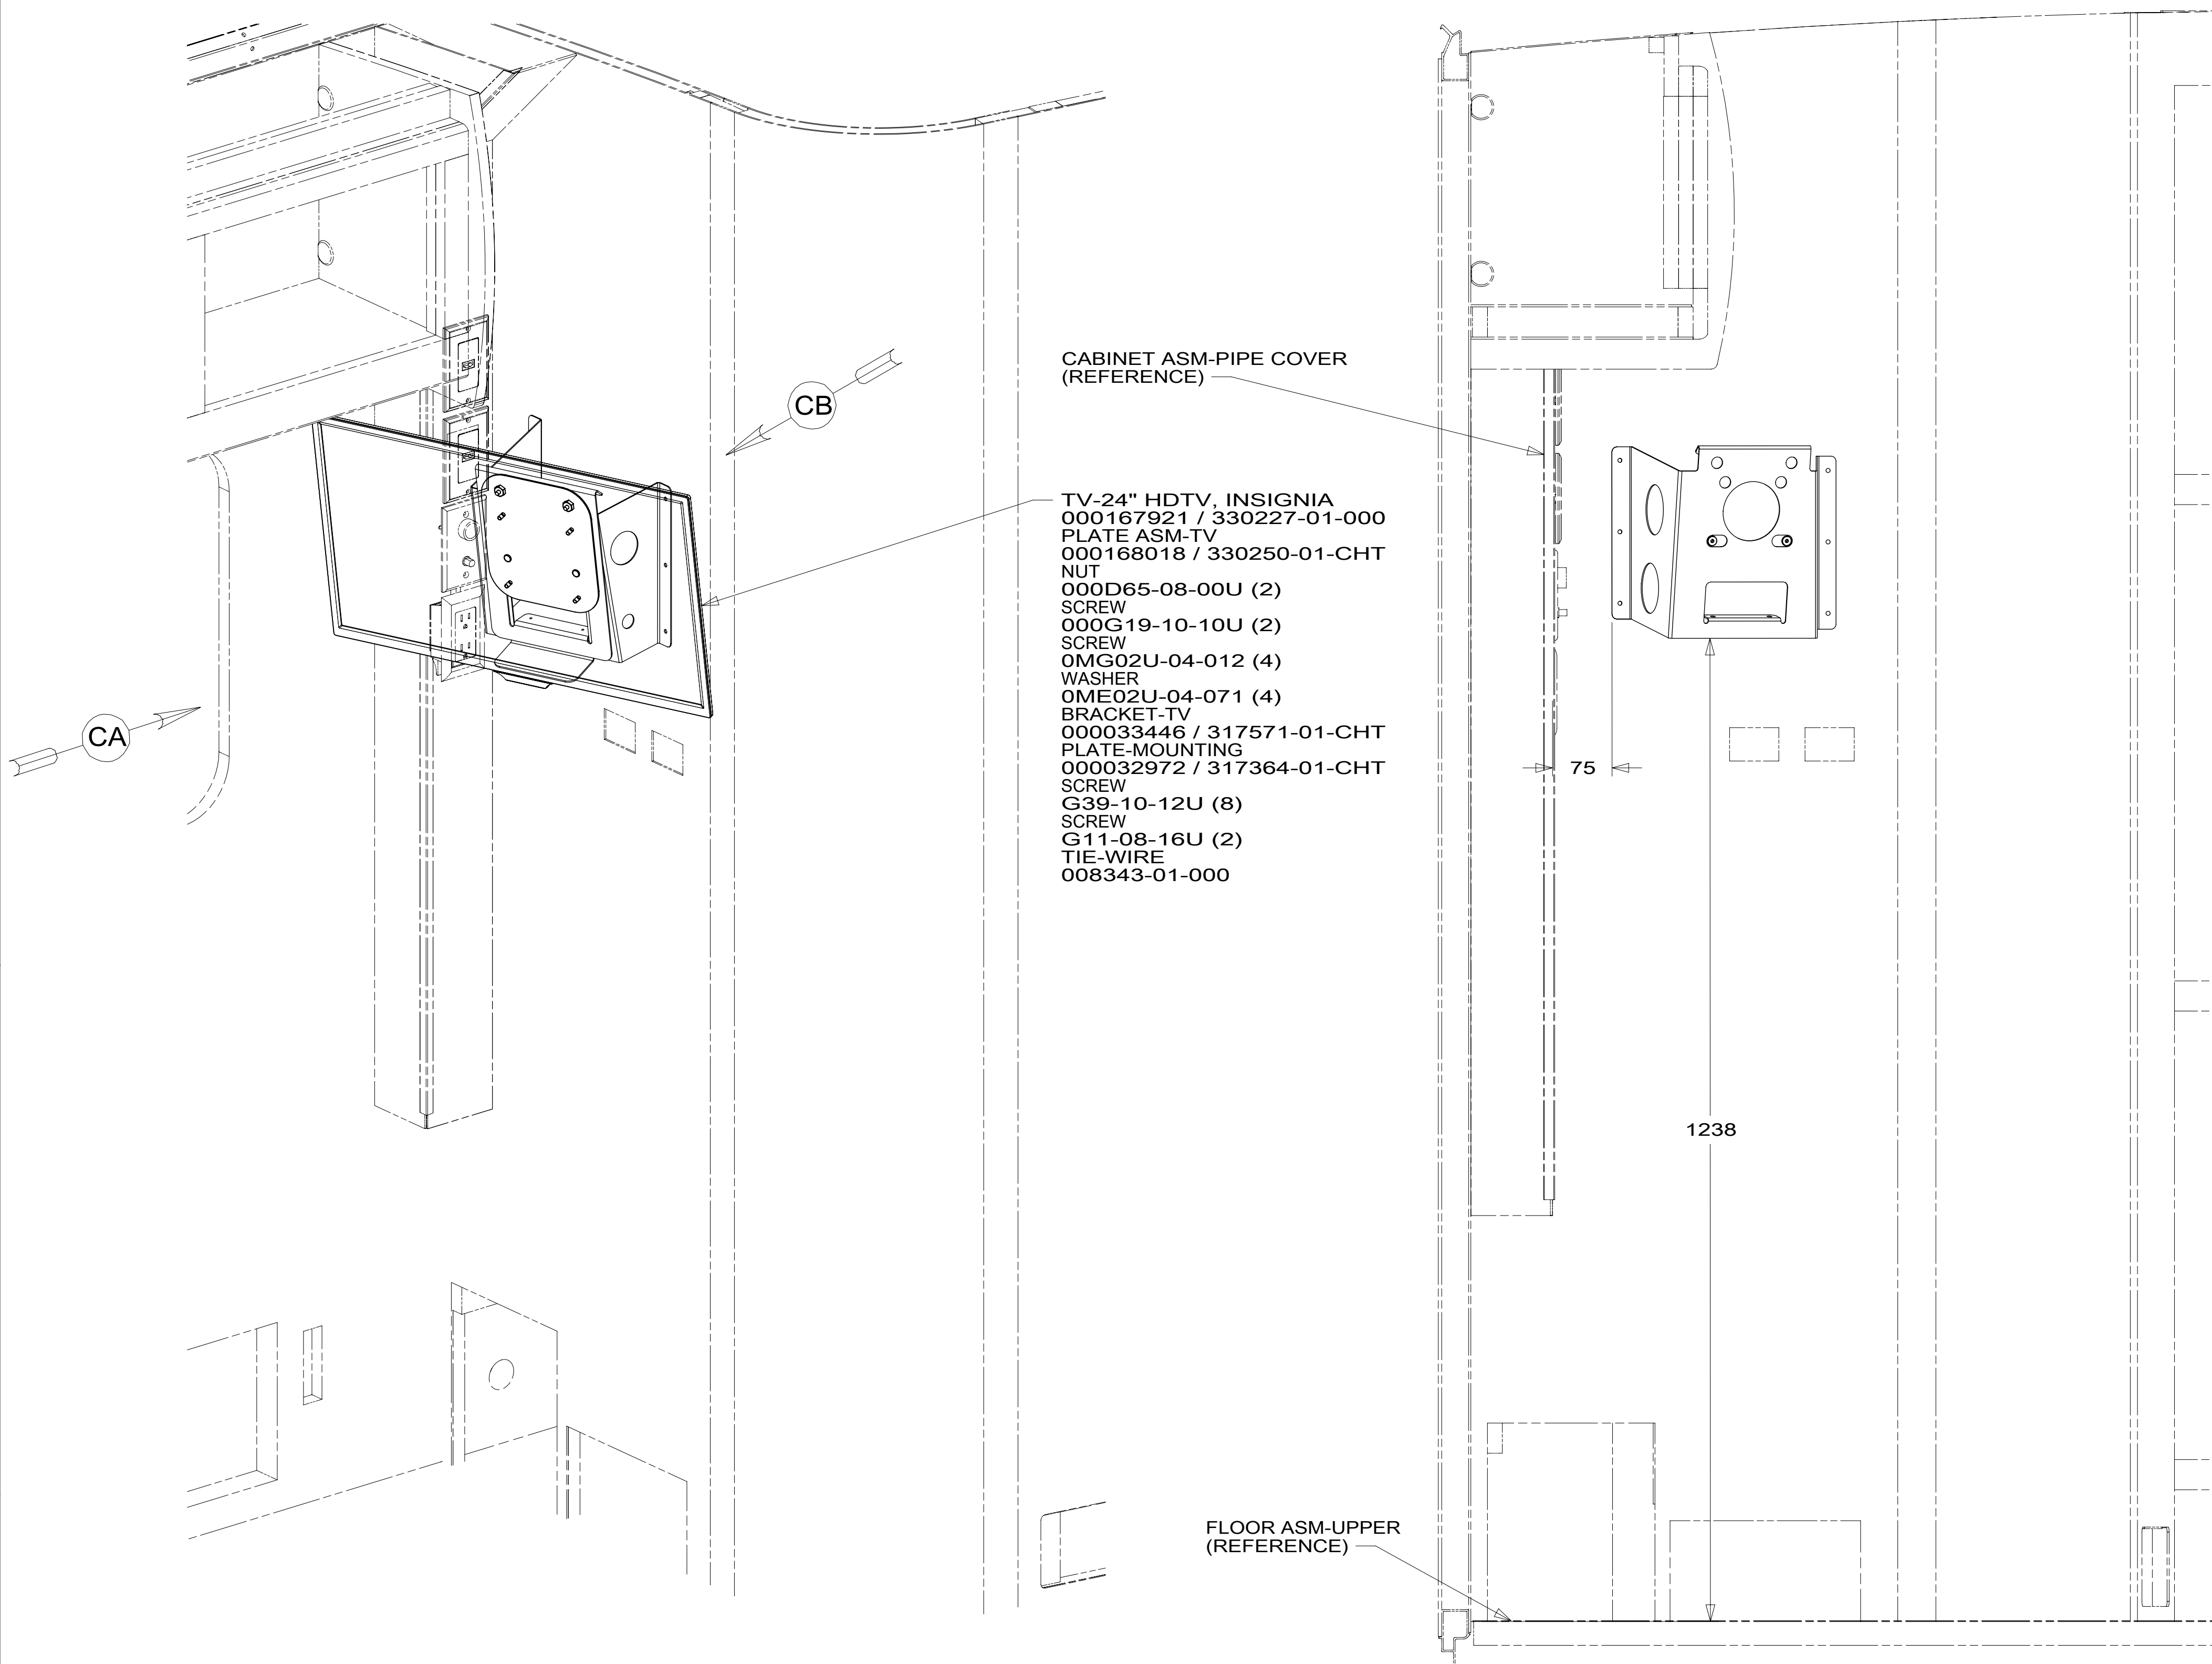 CABINET ASM-PIPE COVER
(REFERENCE)
CB
TV-24" HDTV, INSIGNIA
000167921 / 330227-01-000
PLATE ASM-TV
000168018 / 330250-01-CHT
NUT
000D65-08-00U (2)
SCREW
000G19-10-10U (2)
SCREW
0MG02U-04-012 (4)
WASHER
0ME02U-04-071 (4)
BRACKET-TV
000033446 / 317571-01-CHT
PLATE-MOUNTING
000032972 / 317364-01-CHT
SCREW
G39-10-12U (8)
SCREW
G11-08-16U (2)
TIE-WIRE
008343-01-000
CA
75
1238
FLOOR ASM-UPPER
(REFERENCE)